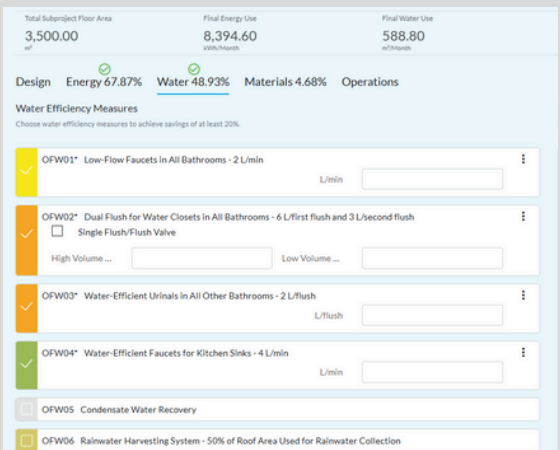 Total Subproject Floor Area Final Energy Use Final Water Use
3,500.00 8,394.60 588.80
m² kWh/Month m³/Month
Design Energy 67.87% Water 48.93% Materials 4.68% Operations
Water Efficiency Measures
Choose water efficiency measures to achieve savings of at least 20%.
OFW01* Low-Flow Faucets in All Bathrooms - 2 L/min
L/min
OFW02* Dual Flush for Water Closets in All Bathrooms - 6 L/first flush and 3 L/second flush
Single Flush/Flush Valve
High Volume ... Low Volume ...
OFW03* Water-Efficient Urinals in All Other Bathrooms - 2 L/flush
L/flush
OFW04* Water-Efficient Faucets for Kitchen Sinks - 4 L/min
L/min
OFW05 Condensate Water Recovery
OFW06 Rainwater Harvesting System - 50% of Roof Area Used for Rainwater Collection